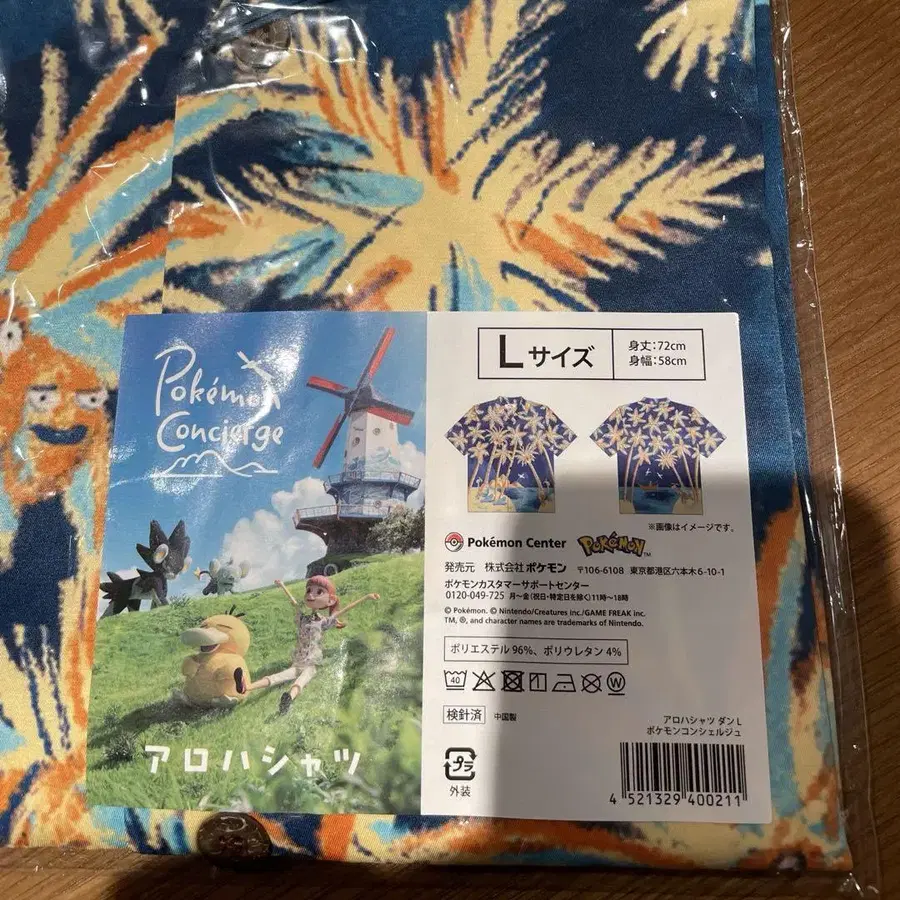 Pokémon
Concierge
アロハシャツ
Lサイズ
身丈:72cm
身幅:58cm
※画像はイメージです。
Pokémon Center POKÉMON™
発売元 株式会社ポケモン 〒106-6108 東京都港区六本木6-10-1
ポケモンカスタマーサポートセンター
0120-049-725 月〜金(祝日・特定日を除く)11時〜18時
© Pokémon. © Nintendo/Creatures Inc./GAME FREAK inc.
TM, ®, and character names are trademarks of Nintendo.
ポリエステル 96%、ポリウレタン 4%
40
W
検針済 中国製
プラ
外装
アロハシャツ ダン L
ポケモンコンシェルジュ
4 521329 400211